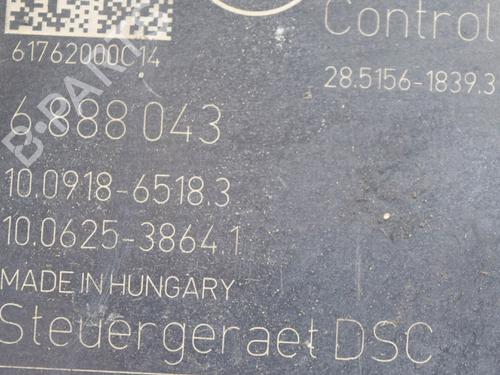 Control
61762000C14
28.5156-1839.3
6 888 043
10.0918-6518.3
10.0625-3864.1
MADE IN HUNGARY
Steuergeraet DSC
B-PARTS